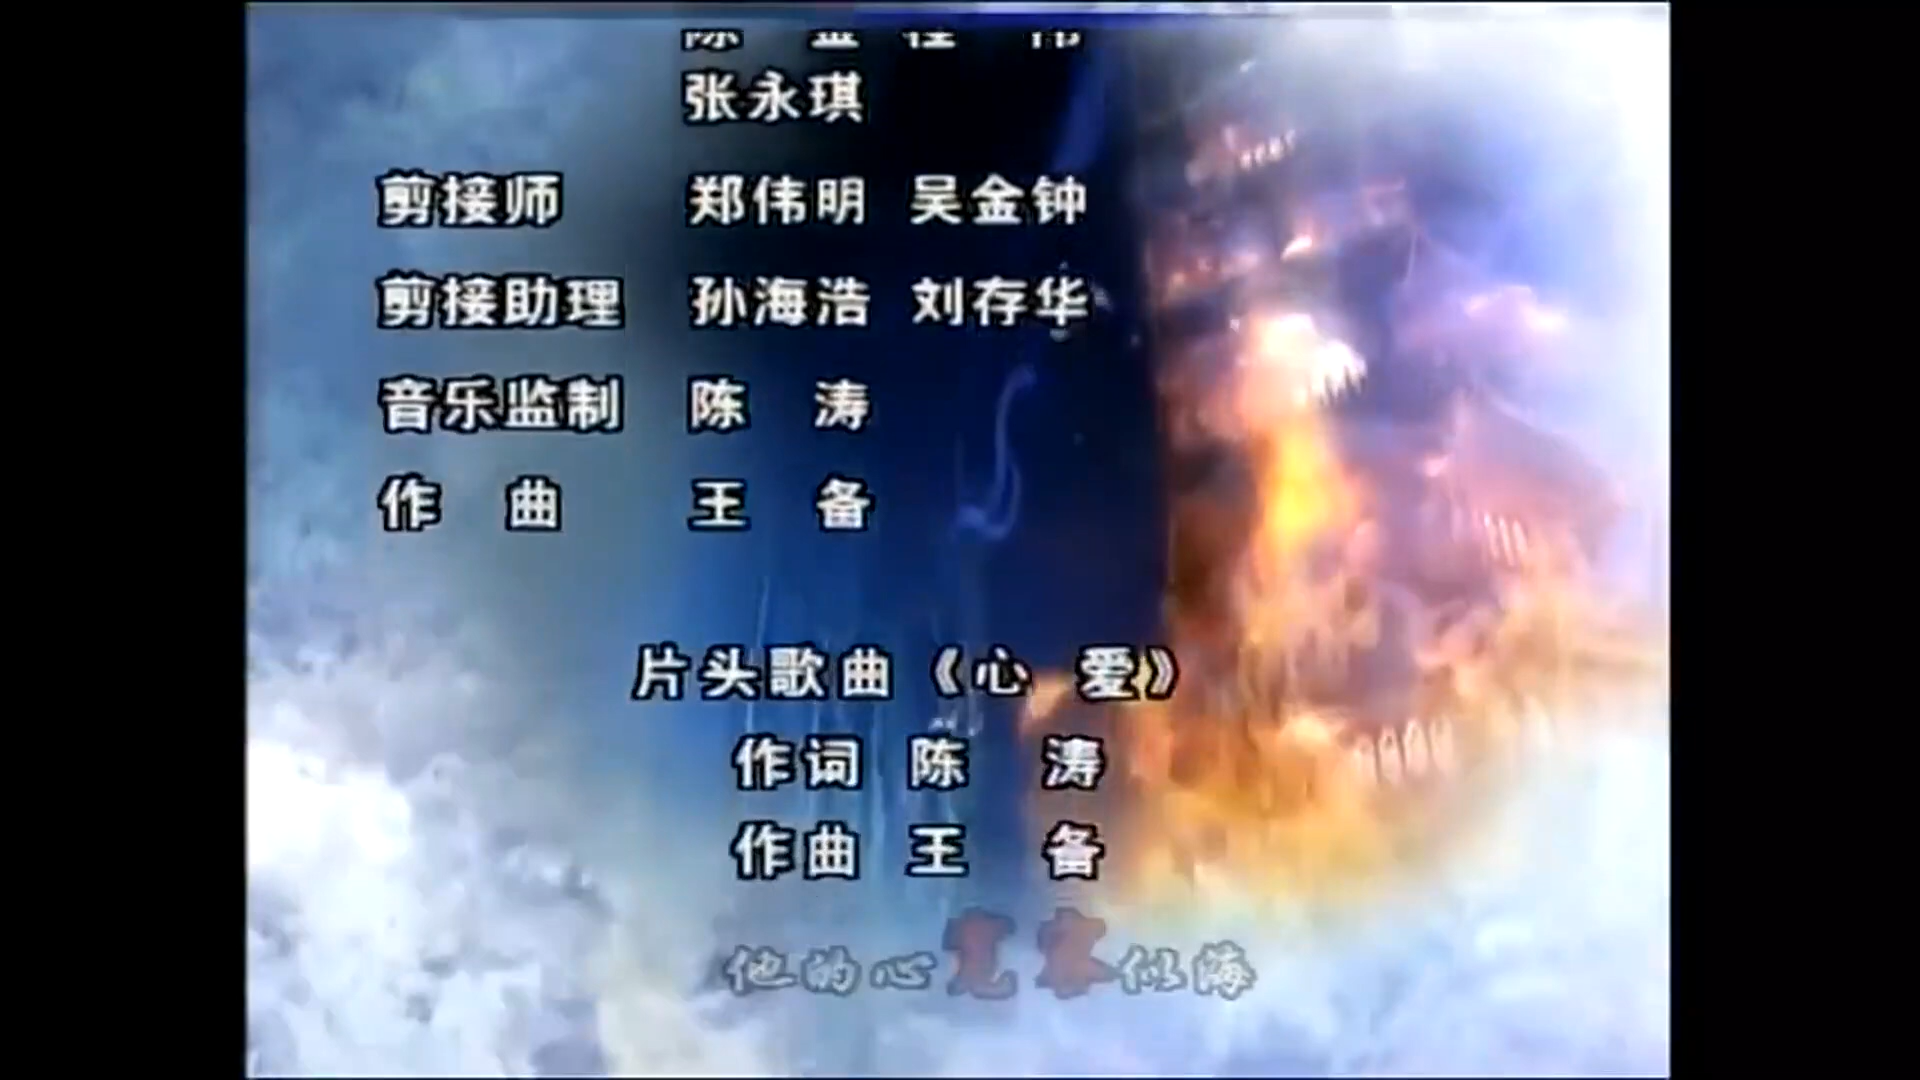 张永琪
剪接师 郑伟明 吴金钟
剪接助理 孙海浩 刘存华
音乐监制 陈 涛
作 曲 王 备
片头歌曲《心 爱》
作词 陈 涛
作曲 王 备
他的心宽容似海